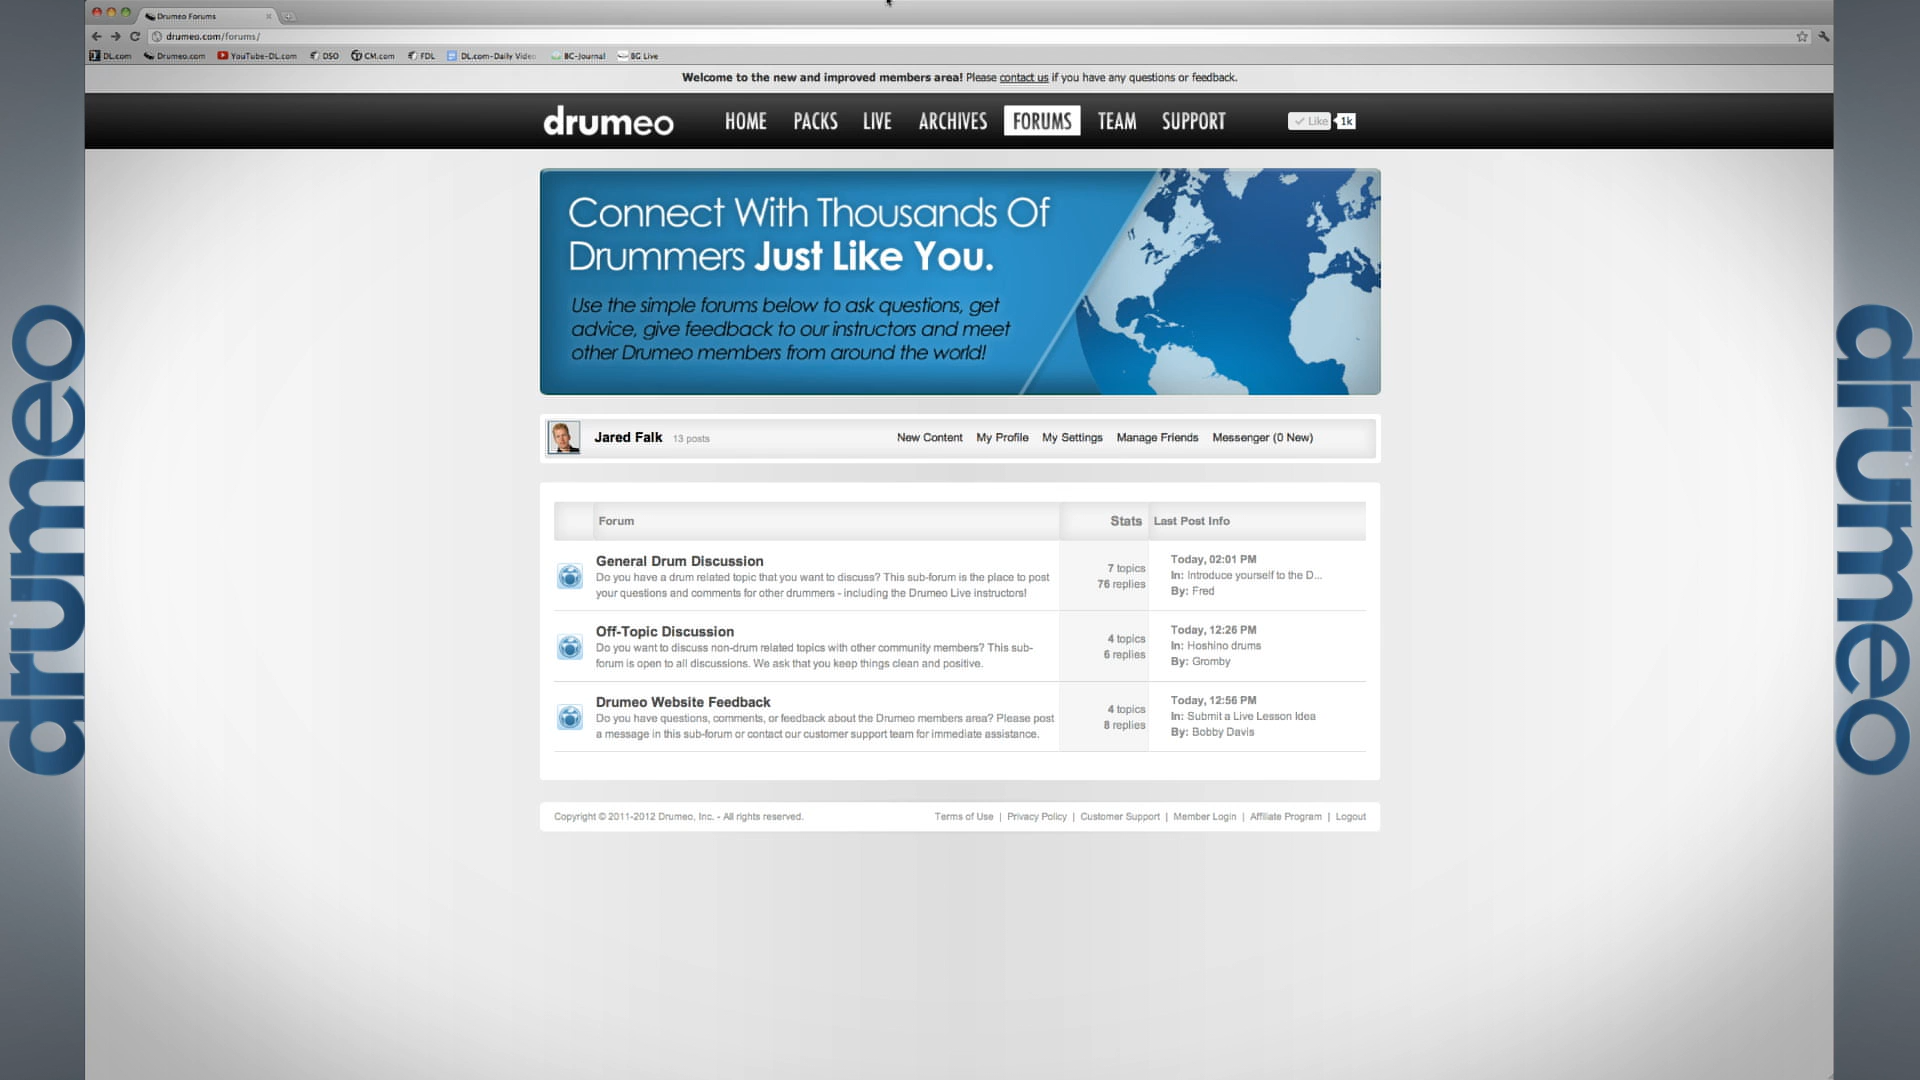 Drumeo Forums
drumeo.com/forums/
DL.com Drumeo.com YouTube-DL.com DSO CM.com FDL DL.com-Daily Video BC-Journal BG Live
Welcome to the new and improved members area! Please contact us if you have any questions or feedback.
drumeo HOME PACKS LIVE ARCHIVES FORUMS TEAM SUPPORT Like 1k
Connect With Thousands Of
Drummers Just Like You.
Use the simple forums below to ask questions, get
advice, give feedback to our instructors and meet
other Drumeo members from around the world!
Jared Falk 13 posts New Content My Profile My Settings Manage Friends Messenger (0 New)
Forum Stats Last Post Info
General Drum Discussion
Do you have a drum related topic that you want to discuss? This sub-forum is the place to post
your questions and comments for other drummers - including the Drumeo Live instructors!
7 topics
76 replies
Today, 02:01 PM
In: Introduce yourself to the D...
By: Fred
Off-Topic Discussion
Do you want to discuss non-drum related topics with other community members? This sub-
forum is open to all discussions. We ask that you keep things clean and positive.
4 topics
6 replies
Today, 12:26 PM
In: Hoshino drums
By: Gromby
Drumeo Website Feedback
Do you have questions, comments, or feedback about the Drumeo members area? Please post
a message in this sub-forum or contact our customer support team for immediate assistance.
4 topics
8 replies
Today, 12:56 PM
In: Submit a Live Lesson Idea
By: Bobby Davis
Copyright © 2011-2012 Drumeo, Inc. - All rights reserved. Terms of Use | Privacy Policy | Customer Support | Member Login | Affiliate Program | Logout
drumeo
drumeo